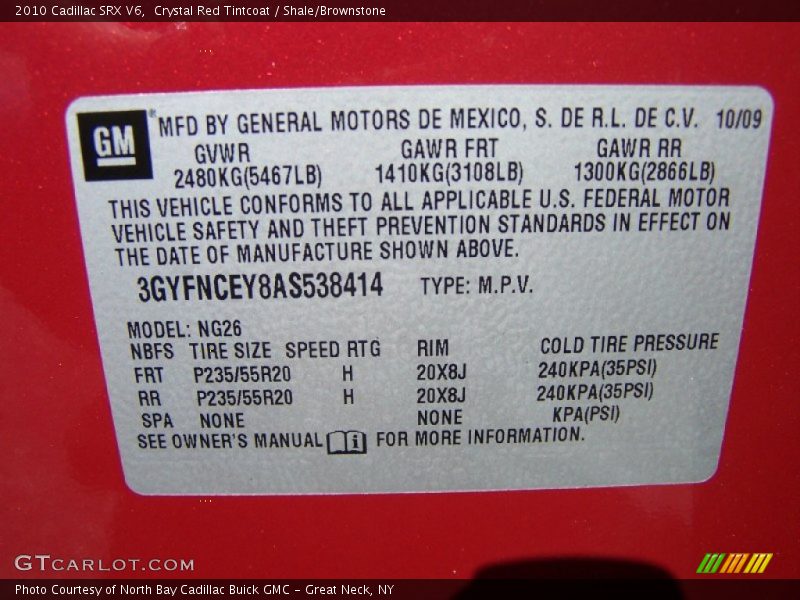 2010 Cadillac SRX V6,  Crystal Red Tintcoat / Shale/Brownstone
GM ® MFD BY GENERAL MOTORS DE MEXICO, S. DE R.L. DE C.V. 10/09
GVWR GAWR FRT GAWR RR
2480KG(5467LB) 1410KG(3108LB) 1300KG(2866LB)
THIS VEHICLE CONFORMS TO ALL APPLICABLE U.S. FEDERAL MOTOR
VEHICLE SAFETY AND THEFT PREVENTION STANDARDS IN EFFECT ON
THE DATE OF MANUFACTURE SHOWN ABOVE.
3GYFNCEY8AS538414 TYPE: M.P.V.
MODEL: NG26
NBFS TIRE SIZE SPEED RTG RIM COLD TIRE PRESSURE
FRT P235/55R20 H 20X8J 240KPA(35PSI)
RR P235/55R20 H 20X8J 240KPA(35PSI)
SPA NONE NONE KPA(PSI)
SEE OWNER'S MANUAL i FOR MORE INFORMATION.
GTCARLOT.COM
Photo Courtesy of North Bay Cadillac Buick GMC - Great Neck, NY